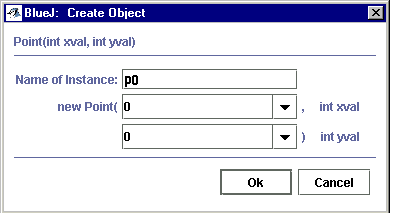 BlueJ: Create Object
Point(int xval, int yval)
Name of Instance: p0
new Point( 0 , int xval
0 ) int yval
Ok Cancel